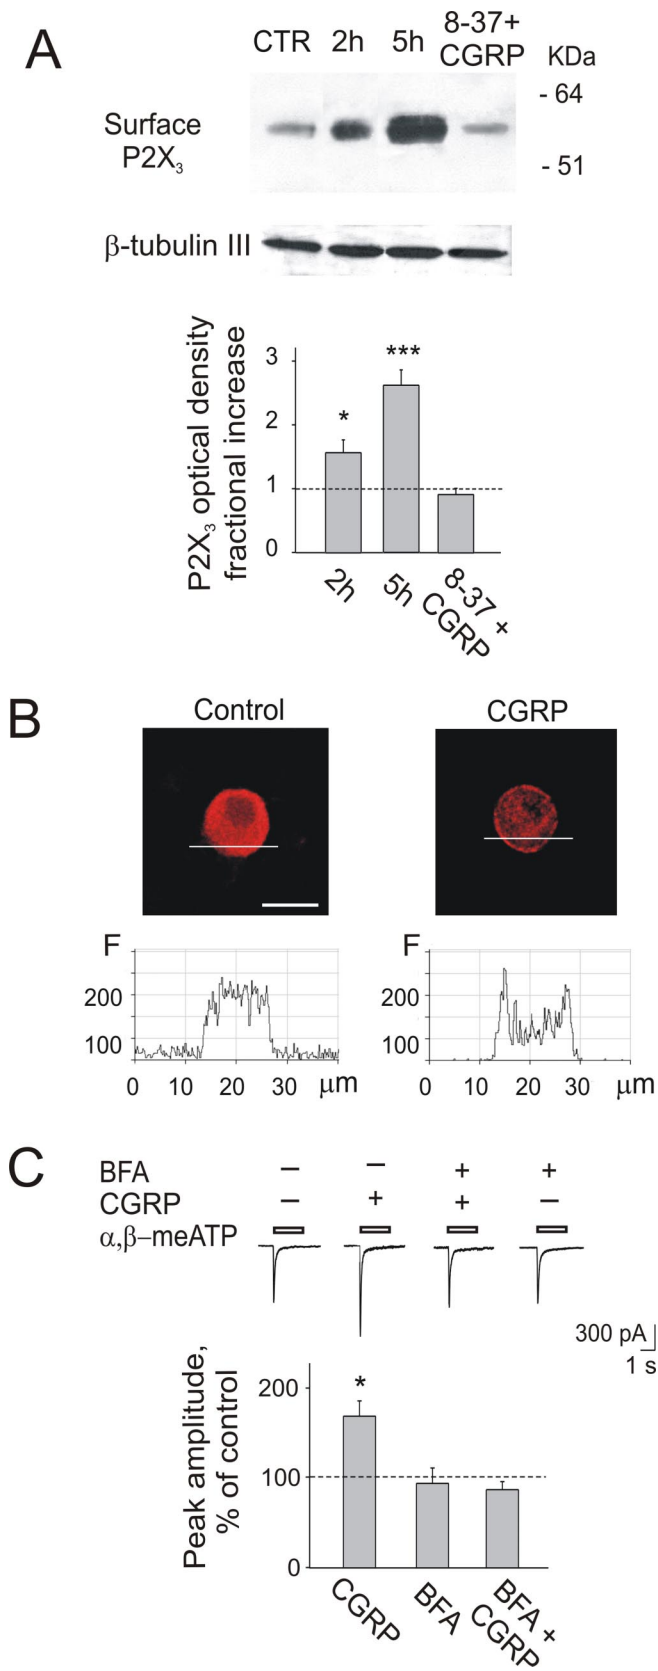 A
CTR 2h 5h 8-37+ CGRP KDa
- 64
Surface P2X₃
- 51
β-tubulin III
P2X₃ optical density fractional increase
3
2
1
0
* ***
2h 5h 8-37 + CGRP
B
Control CGRP
F F
200 200
100 100
0 10 20 30 μm 0 10 20 30 μm
C
BFA – – + +
CGRP – + + –
α,β–meATP
300 pA
1 s
Peak amplitude, % of control
200
100
0
*
CGRP BFA BFA + CGRP